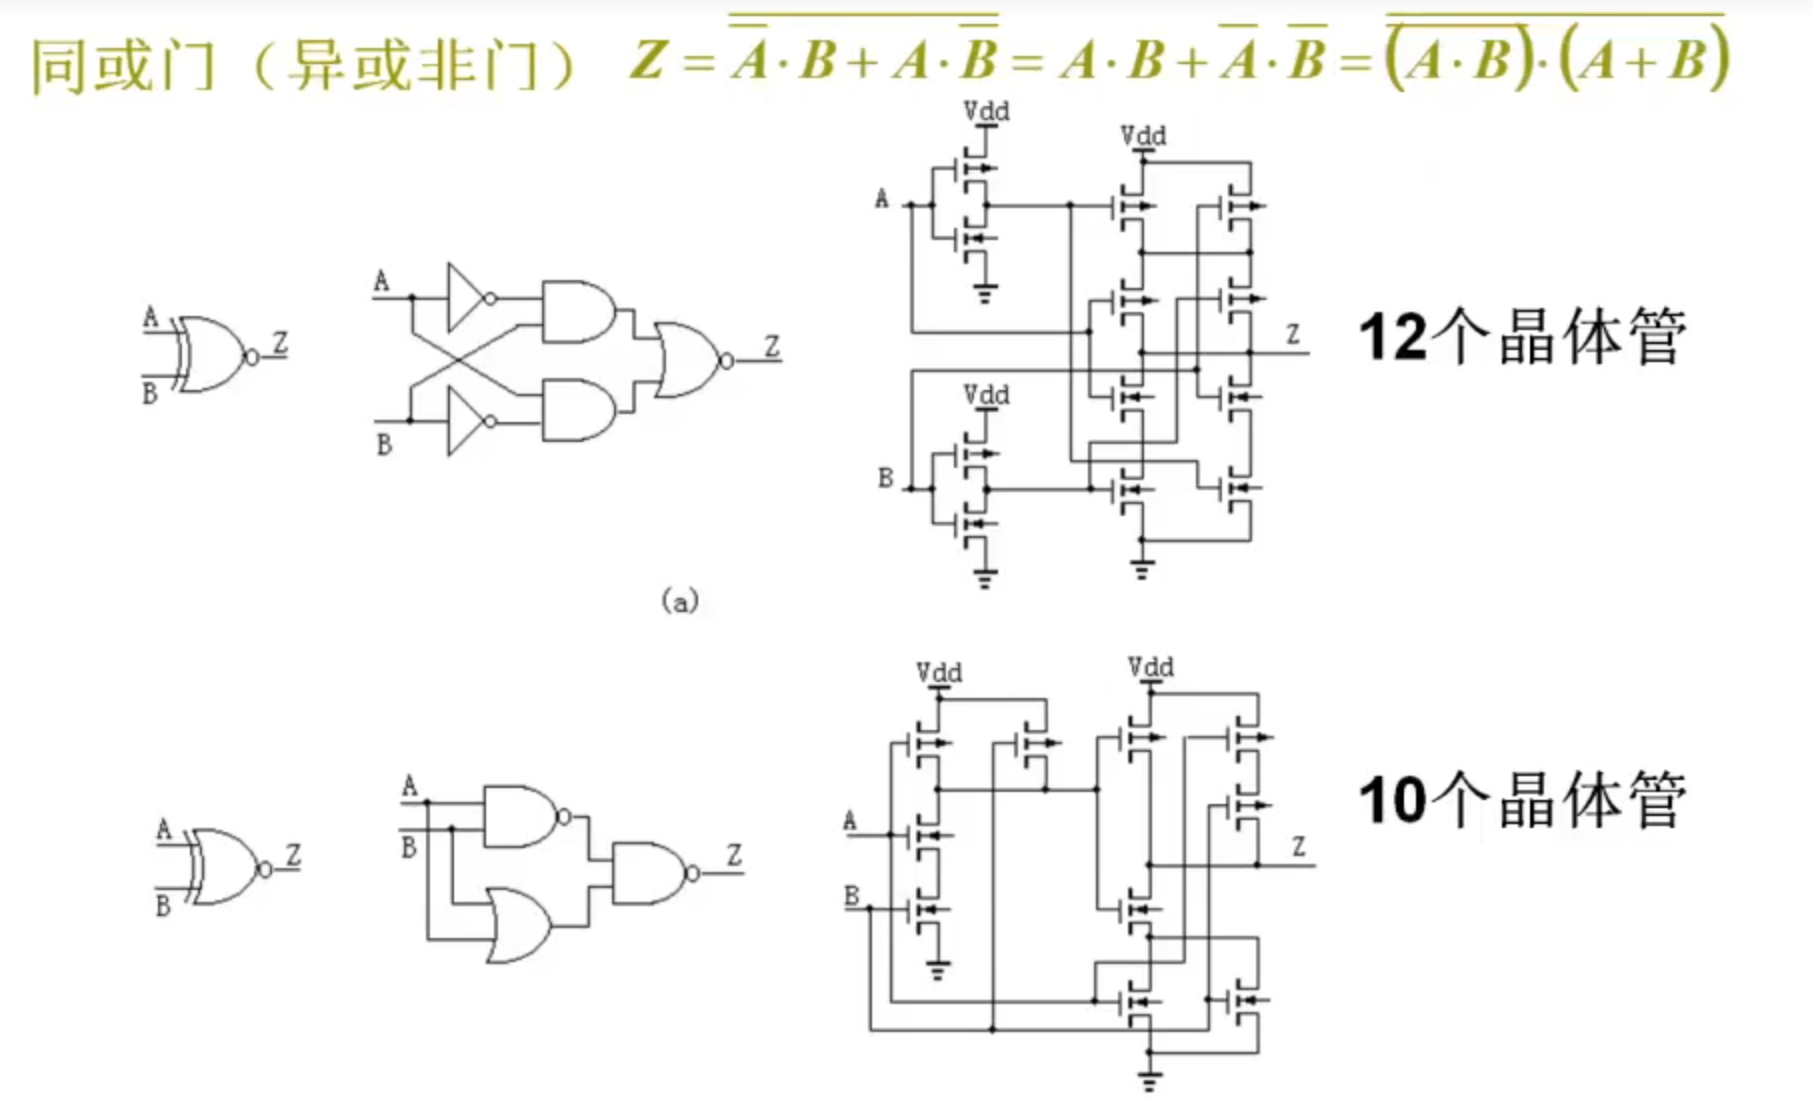 同或门（异或非门） $Z = \overline{\overline{A} \cdot B + A \cdot \overline{B}} = A \cdot B + \overline{A} \cdot \overline{B} = \overline{\overline{(A \cdot B)} \cdot (A + B)}$
Vdd
Vdd
A
A
A
Z
Z
Z
12个晶体管
B
Vdd
B
B
(a)
Vdd
Vdd
A
A
A
Z
Z
Z
10个晶体管
B
B
B